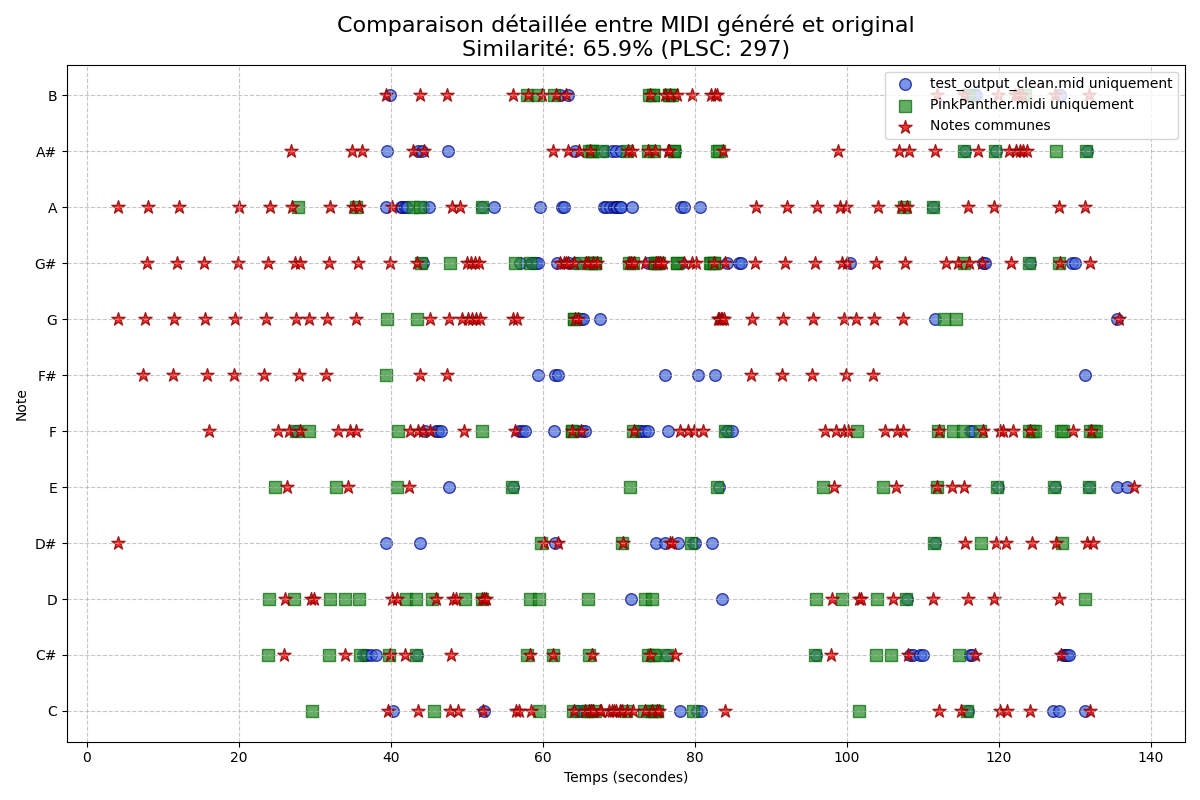 Comparaison détaillée entre MIDI généré et original
Similarité: 65.9% (PLSC: 297)
test_output_clean.mid uniquement
PinkPanther.midi uniquement
Notes communes
Note
B
A#
A
G#
G
F#
F
E
D#
D
C#
C
0 20 40 60 80 100 120 140
Temps (secondes)